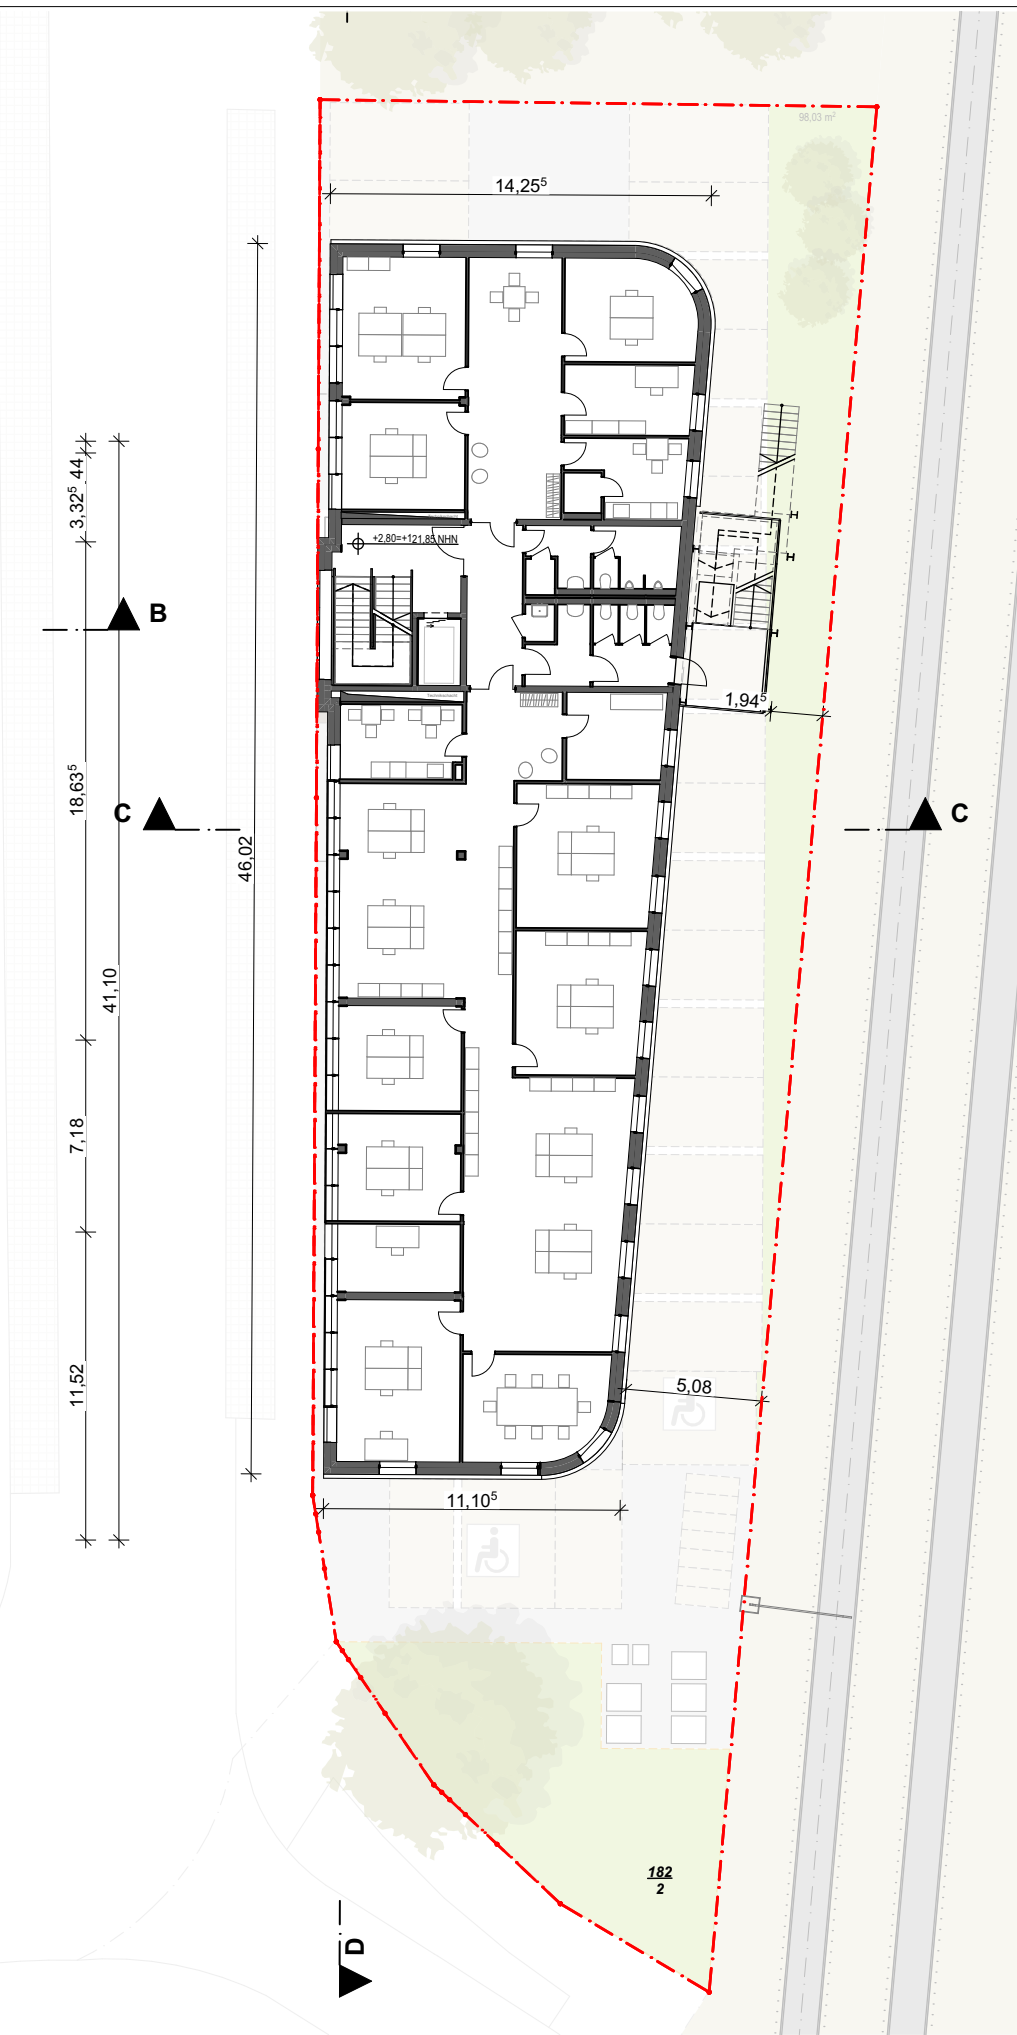 98,03 m²
14,25⁵
44
3,32⁵
+2,80=+121,85 NHN
B
1,94⁵
18,63⁵
C
C
46,02
41,10
7,18
11,52
5,08
11,10⁵
182
2
D